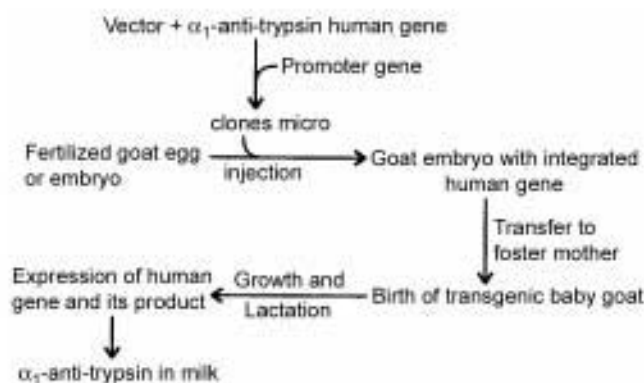 Vector + α₁-anti-trypsin human gene
Promoter gene
clones micro
Fertilized goat egg
or embryo
injection
Goat embryo with integrated
human gene
Transfer to
foster mother
Birth of transgenic baby goat
Growth and
Lactation
Expression of human
gene and its product
α₁-anti-trypsin in milk